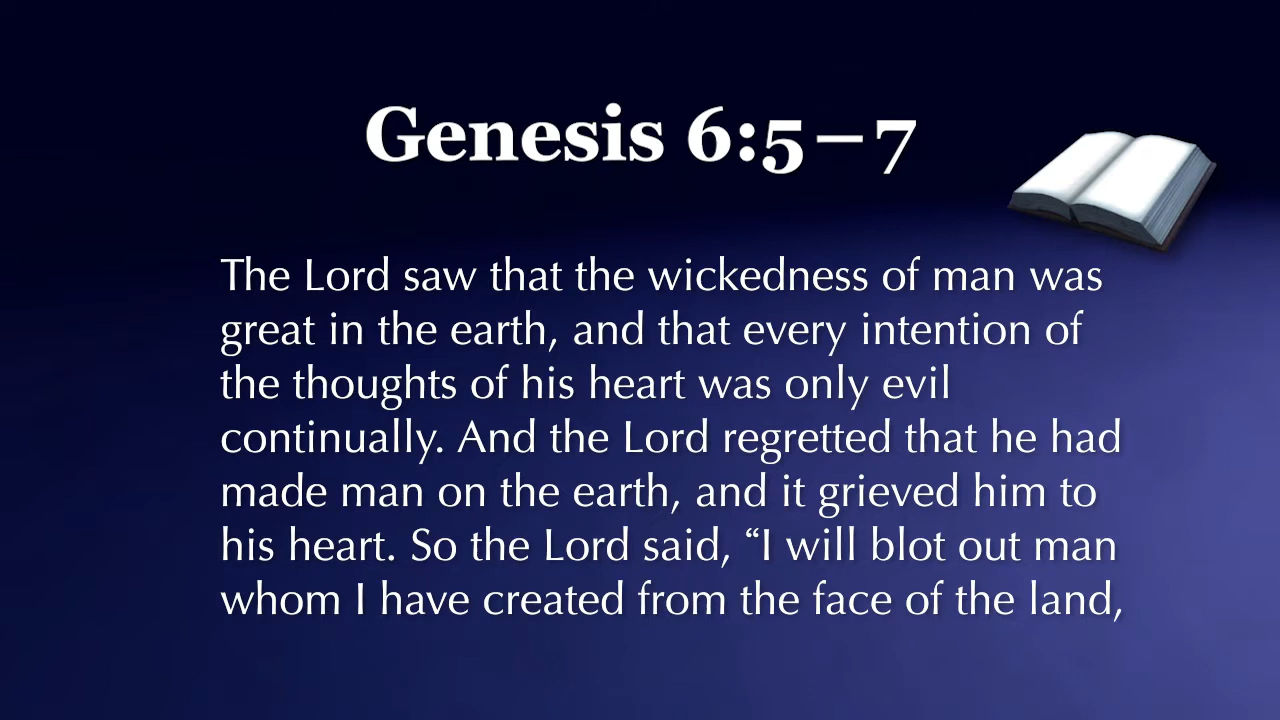 Genesis 6:5–7
The Lord saw that the wickedness of man was
great in the earth, and that every intention of
the thoughts of his heart was only evil
continually. And the Lord regretted that he had
made man on the earth, and it grieved him to
his heart. So the Lord said, “I will blot out man
whom I have created from the face of the land,